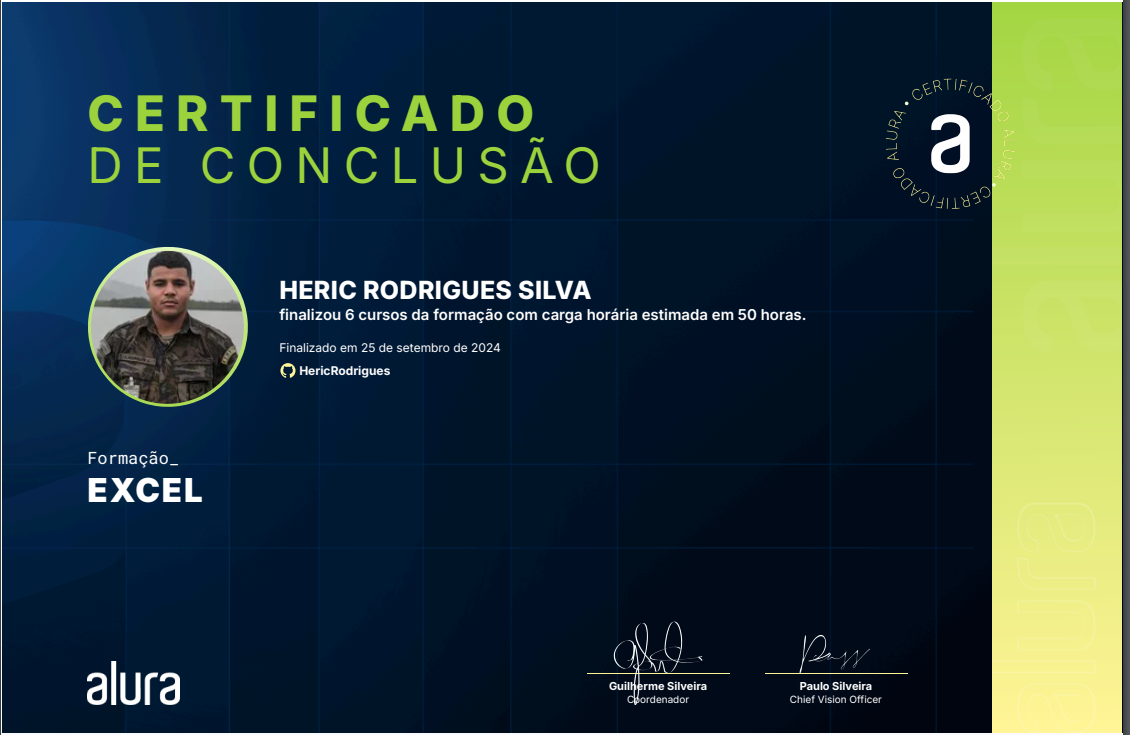 CERTIFICADO
DE CONCLUSÃO
CERTIFICADO ALURA • CERTIFICADO ALURA •
a
HERIC RODRIGUES SILVA
finalizou 6 cursos da formação com carga horária estimada em 50 horas.
Finalizado em 25 de setembro de 2024
HericRodrigues
Formação_
EXCEL
alura
Guilherme Silveira
Coordenador
Paulo Silveira
Chief Vision Officer
alura
alura